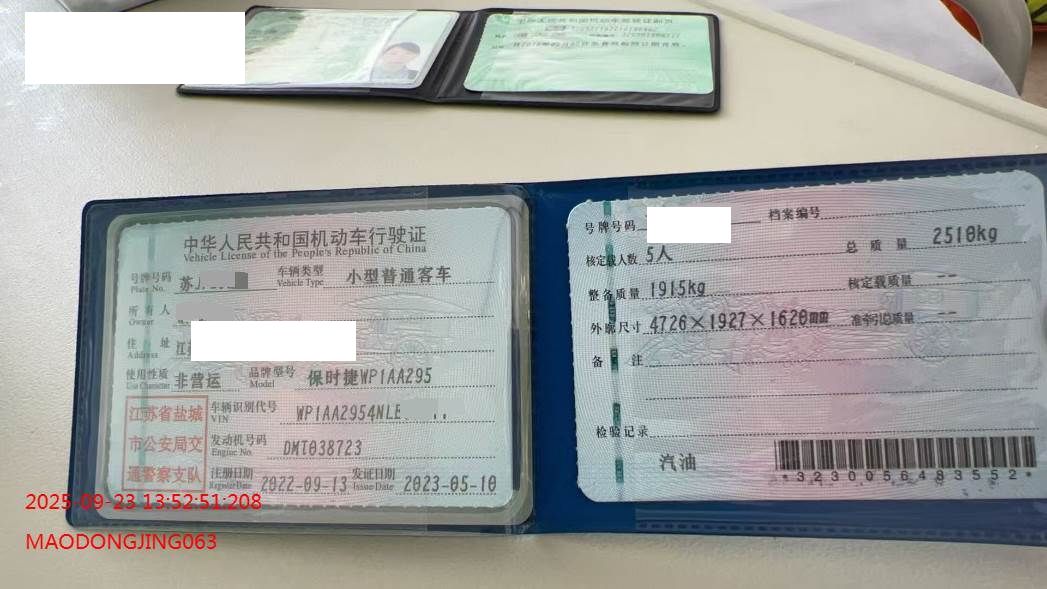 中华人民共和国机动车行驶证
Vehicle License of the People's Republic of China
号牌号码 苏J 车辆类型 小型普通客车
Plate No. Vehicle Type
所有人
Owner
住址 江
Address
使用性质 非营运 品牌型号 保时捷WP1AA295
Use Character Model
江苏省盐城
市公安局交
通警察支队
车辆识别代号 WP1AA2954NLE
VIN
发动机号码 DMT038723
Engine No.
注册日期 2022-09-13 发证日期 2023-05-10
Register Date Issue Date
号牌号码 档案编号
核定载人数 5人 总质量 2510kg
整备质量 1915kg 核定载质量 --
外廓尺寸 4726×1927×1620mm 准牵引总质量 --
备注
检验记录
汽油
*3230056483552*
2025-09-23 13:52:51:208
MAODONGJING063